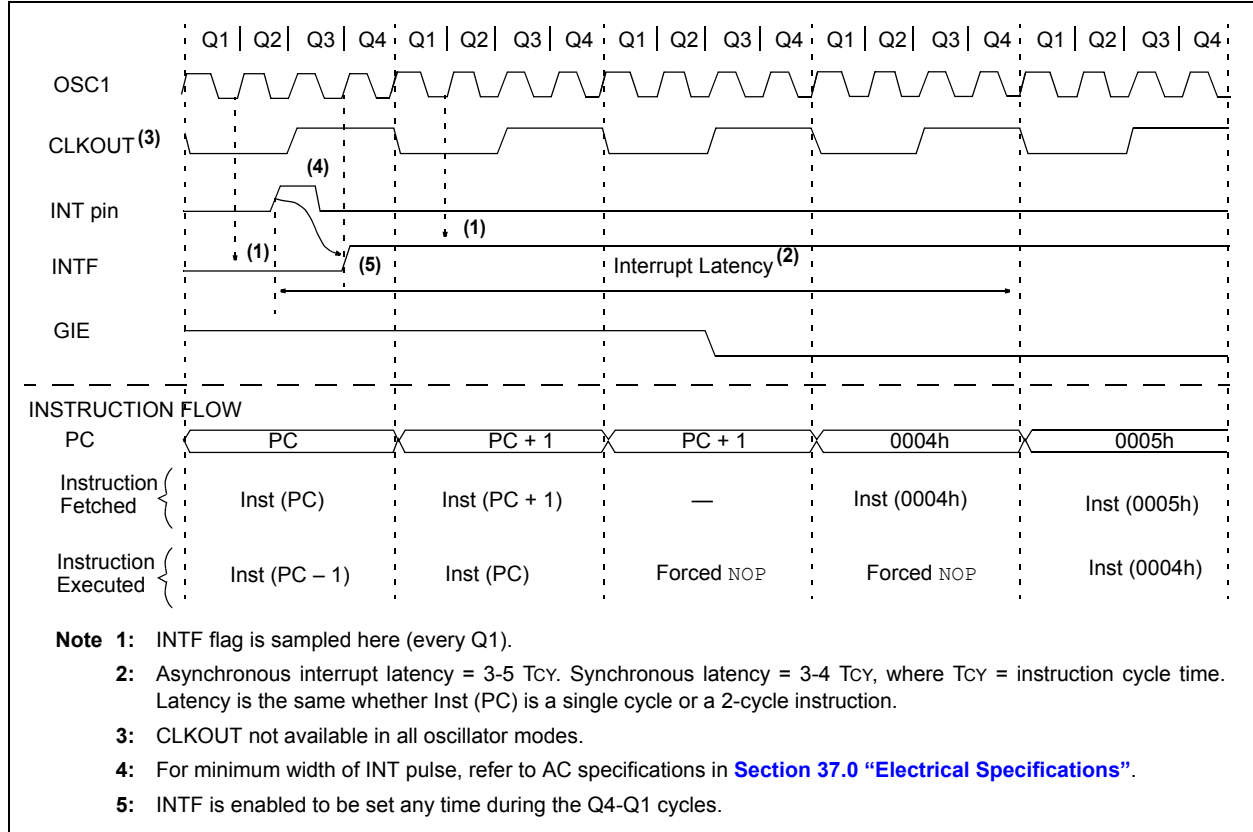 Q1 Q2 Q3 Q4 Q1 Q2 Q3 Q4 Q1 Q2 Q3 Q4 Q1 Q2 Q3 Q4 Q1 Q2 Q3 Q4
OSC1
CLKOUT (3)
(4)
INT pin
(1)
(1)
INTF
(5)
Interrupt Latency (2)
GIE
INSTRUCTION FLOW
PC
PC
PC + 1
PC + 1
0004h
0005h
Instruction
Fetched
Inst (PC)
Inst (PC + 1)
—
Inst (0004h)
Inst (0005h)
Instruction
Executed
Inst (PC – 1)
Inst (PC)
Forced NOP
Forced NOP
Inst (0004h)
Note 1: INTF flag is sampled here (every Q1).
2: Asynchronous interrupt latency = 3-5 TCY. Synchronous latency = 3-4 TCY, where TCY = instruction cycle time.
Latency is the same whether Inst (PC) is a single cycle or a 2-cycle instruction.
3: CLKOUT not available in all oscillator modes.
4: For minimum width of INT pulse, refer to AC specifications in Section 37.0 “Electrical Specifications”.
5: INTF is enabled to be set any time during the Q4-Q1 cycles.